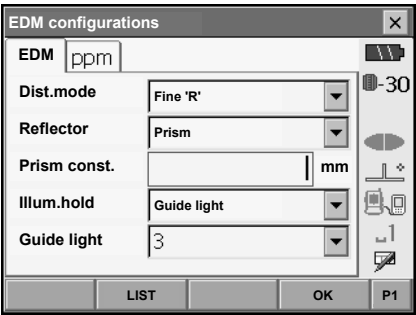 EDM configurations
EDM ppm
Dist.mode Fine 'R'
-30
Reflector Prism
Prism const. mm
Illum.hold Guide light
Guide light 3
1
LIST OK P1